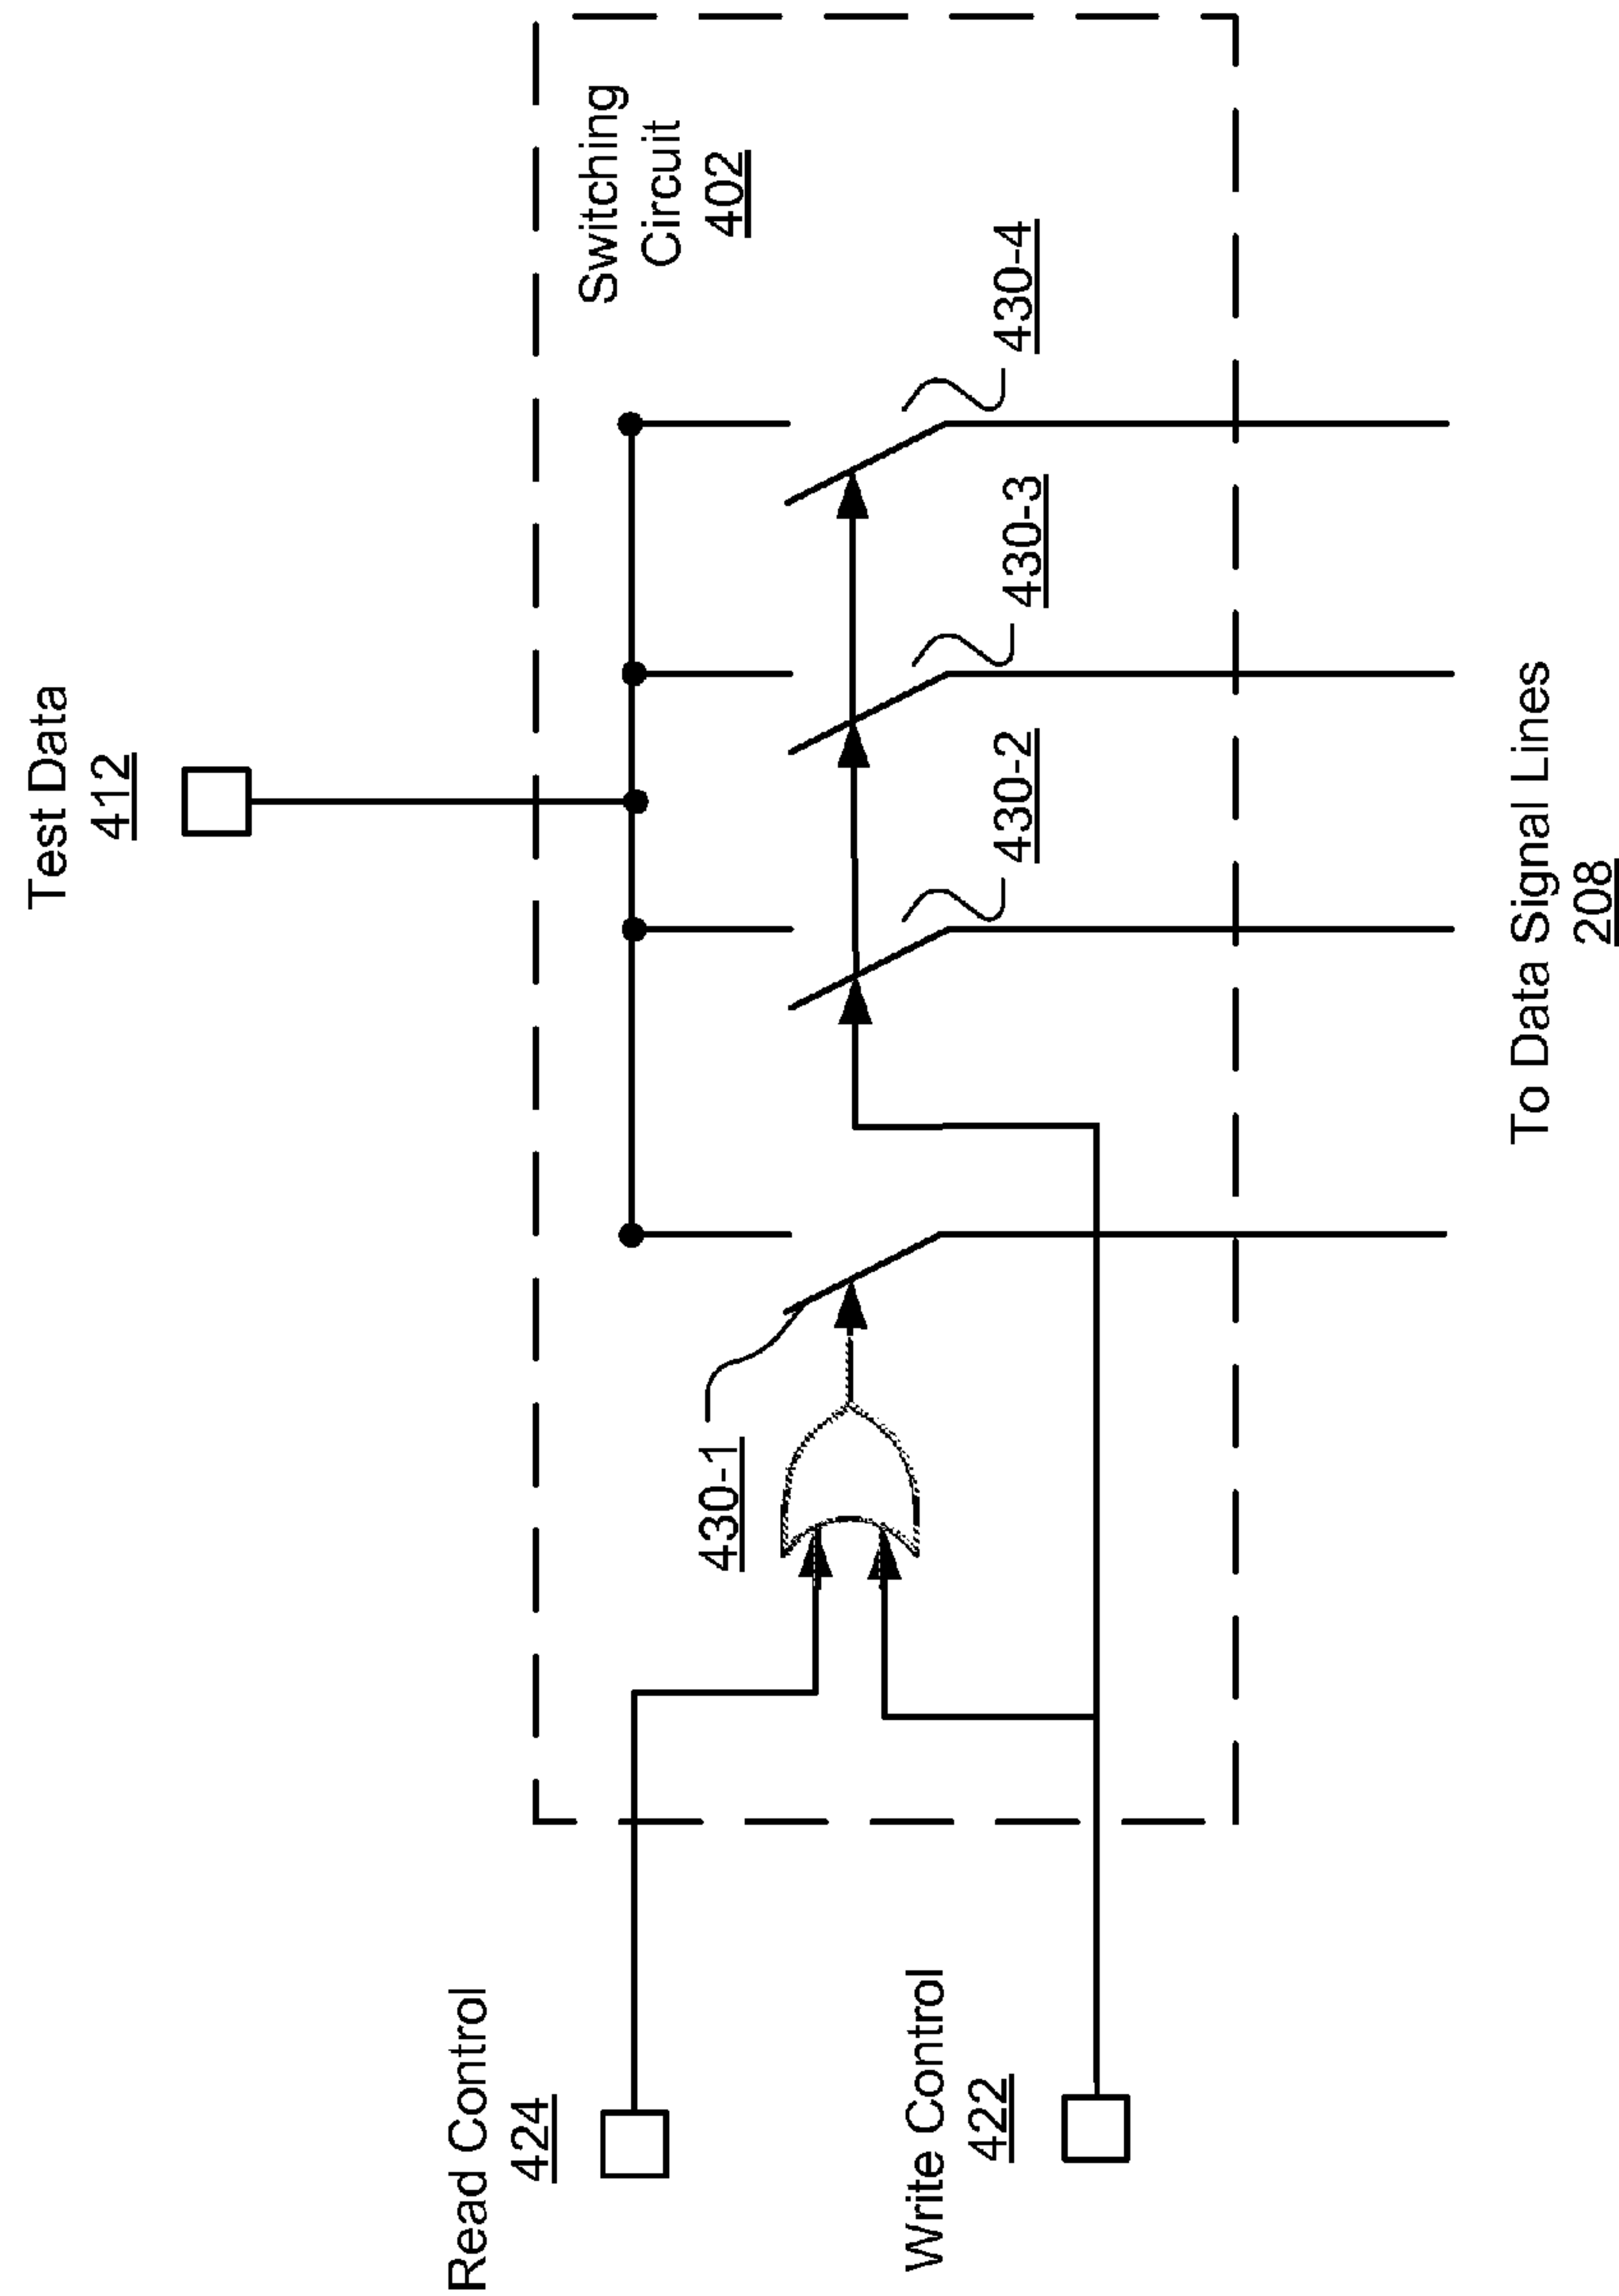 Test Data
412
Switching
Circuit
402
Read Control
424
430-1
430-2
430-3
430-4
Write Control
422
To Data Signal Lines
208